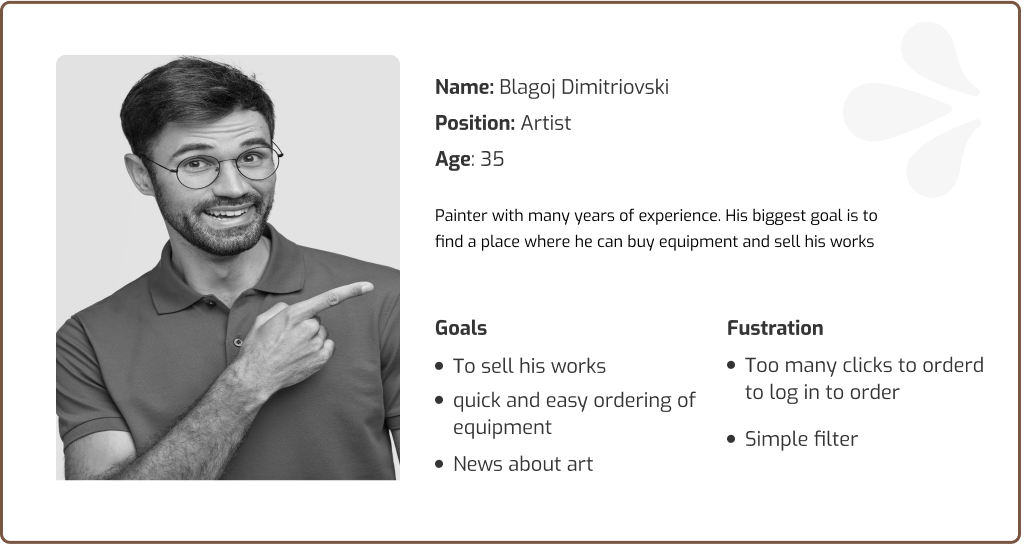 Name: Blagoj Dimitriovski
Position: Artist
Age: 35
Painter with many years of experience. His biggest goal is to
find a place where he can buy equipment and sell his works
Goals
• To sell his works
• quick and easy ordering of
equipment
• News about art
Fustration
• Too many clicks to orderd
to log in to order
• Simple filter